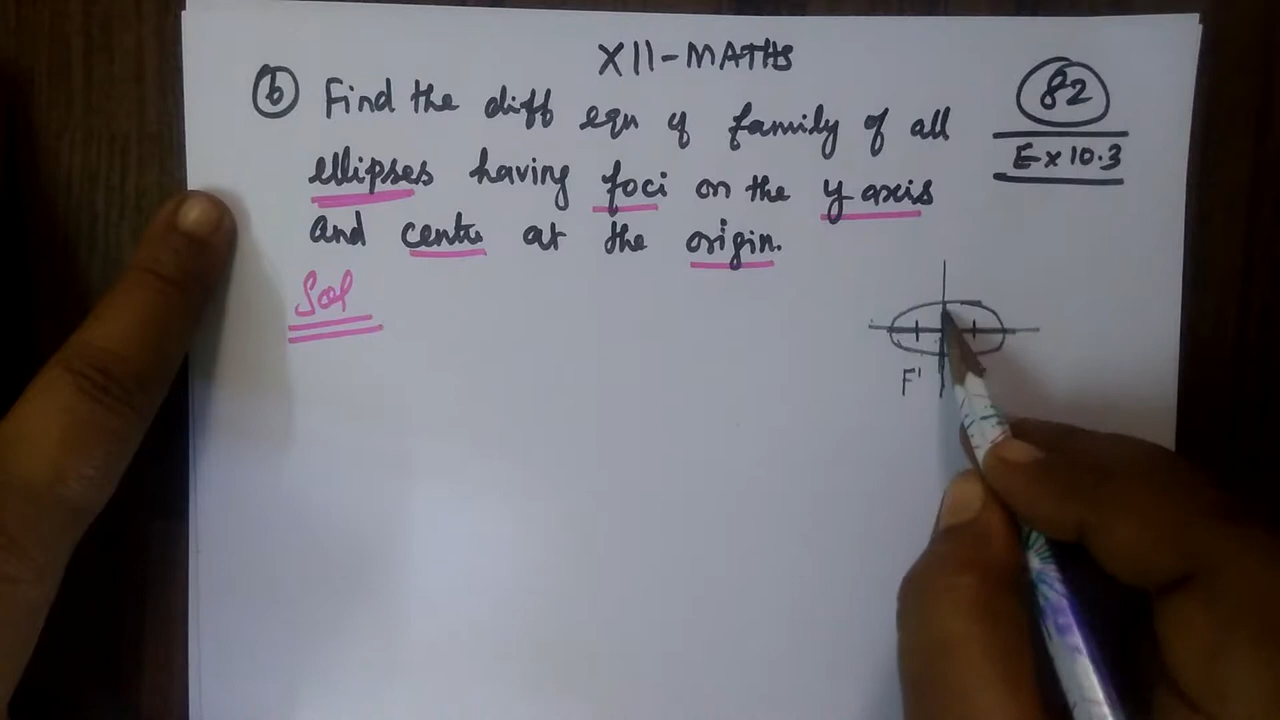 XII-MATHS
82
Ex 10.3
6 Find the diff eqn of family of all
ellipses having foci on the y axis
and centre at the origin.
Sol
F'